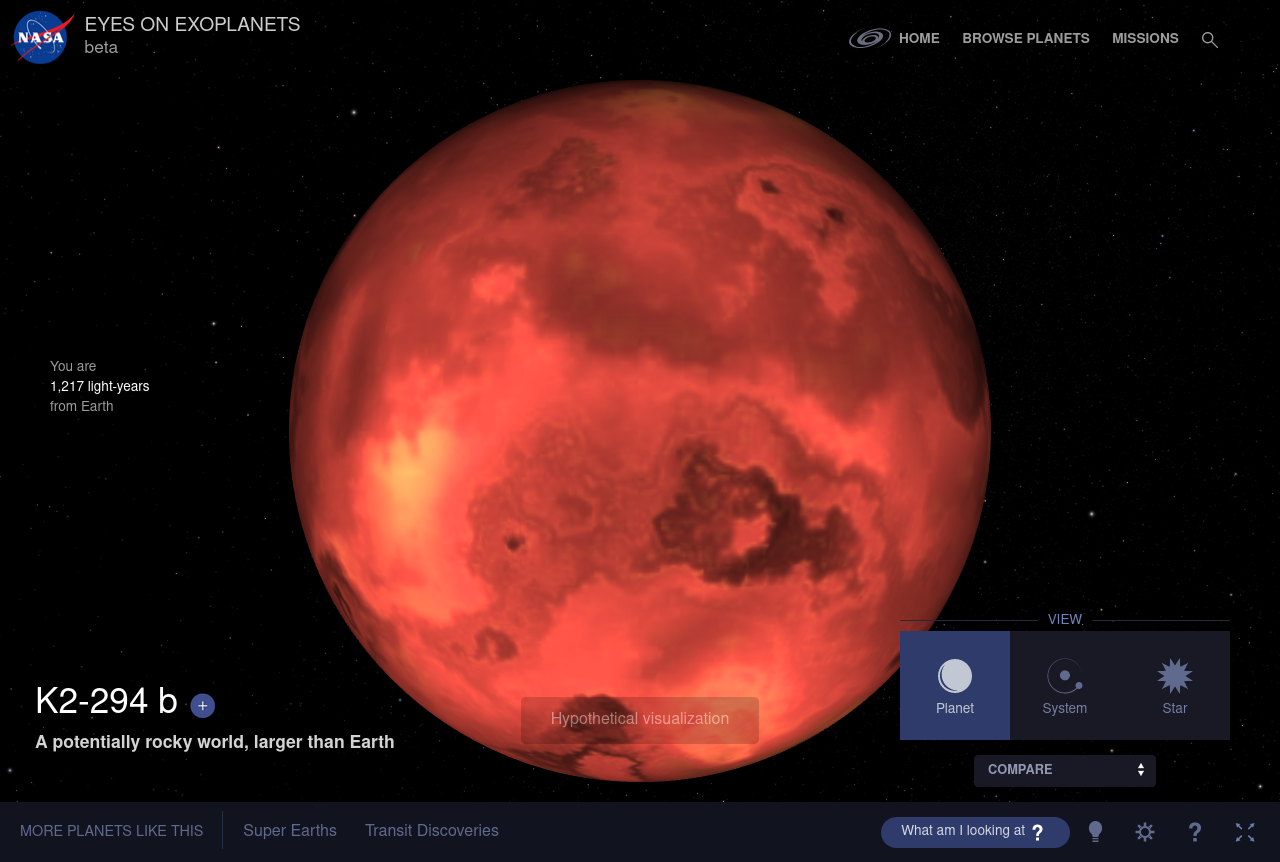 NASA
EYES ON EXOPLANETS
beta
HOME
BROWSE PLANETS
MISSIONS
You are
1,217 light-years
from Earth
K2-294 b +
A potentially rocky world, larger than Earth
Hypothetical visualization
VIEW
Planet
System
Star
COMPARE
MORE PLANETS LIKE THIS
Super Earths
Transit Discoveries
What am I looking at ?
?